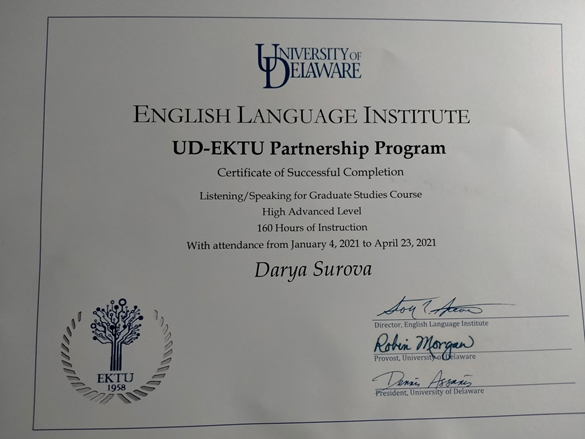 UNIVERSITY OF
DELAWARE
ENGLISH LANGUAGE INSTITUTE
UD-EKTU Partnership Program
Certificate of Successful Completion
Listening/Speaking for Graduate Studies Course
High Advanced Level
160 Hours of Instruction
With attendance from January 4, 2021 to April 23, 2021
Darya Surova
Director, English Language Institute
Robin Morgan
Provost, University of Delaware
Dennis Assanis
President, University of Delaware
EKTU
1958